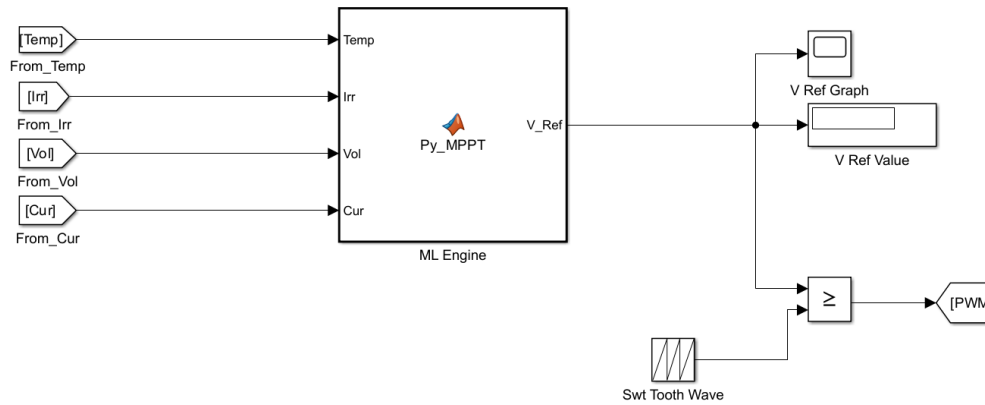 [Temp]
From_Temp
[Irr]
From_Irr
[Vol]
From_Vol
[Cur]
From_Cur
Temp
Irr
Vol
Cur
Py_MPPT
V_Ref
ML Engine
V Ref Graph
V Ref Value
≥
[PWM
Swt Tooth Wave